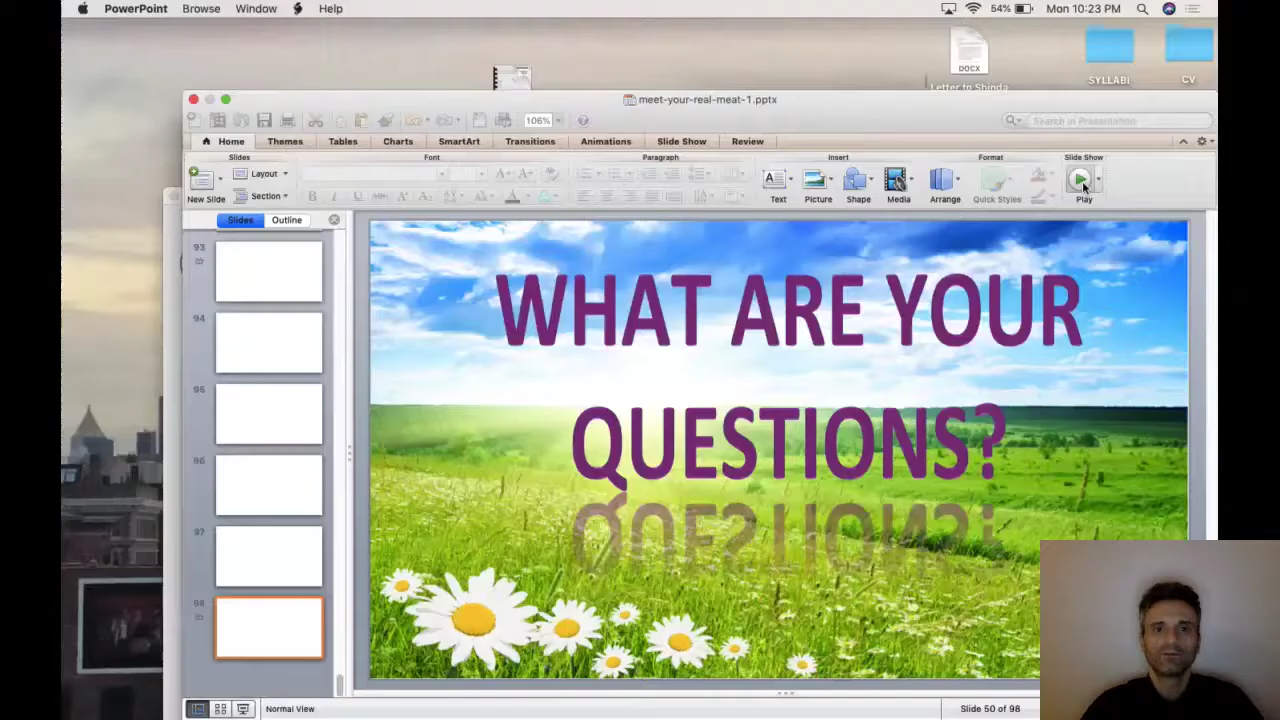 PowerPoint Browse Window Help 54% Mon 10:23 PM
DOCX
Letter to Shinda
SYLLABI
CV
meet-your-real-meat-1.pptx
106%
Search in Presentation
Home Themes Tables Charts SmartArt Transitions Animations Slide Show Review
Slides Font Paragraph Insert Format Slide Show
New Slide
Layout
Section
Text Picture Shape Media Arrange Quick Styles Play
Slides Outline
93
94
95
96
97
98
WHAT ARE YOUR
QUESTIONS?
Normal View
Slide 50 of 98